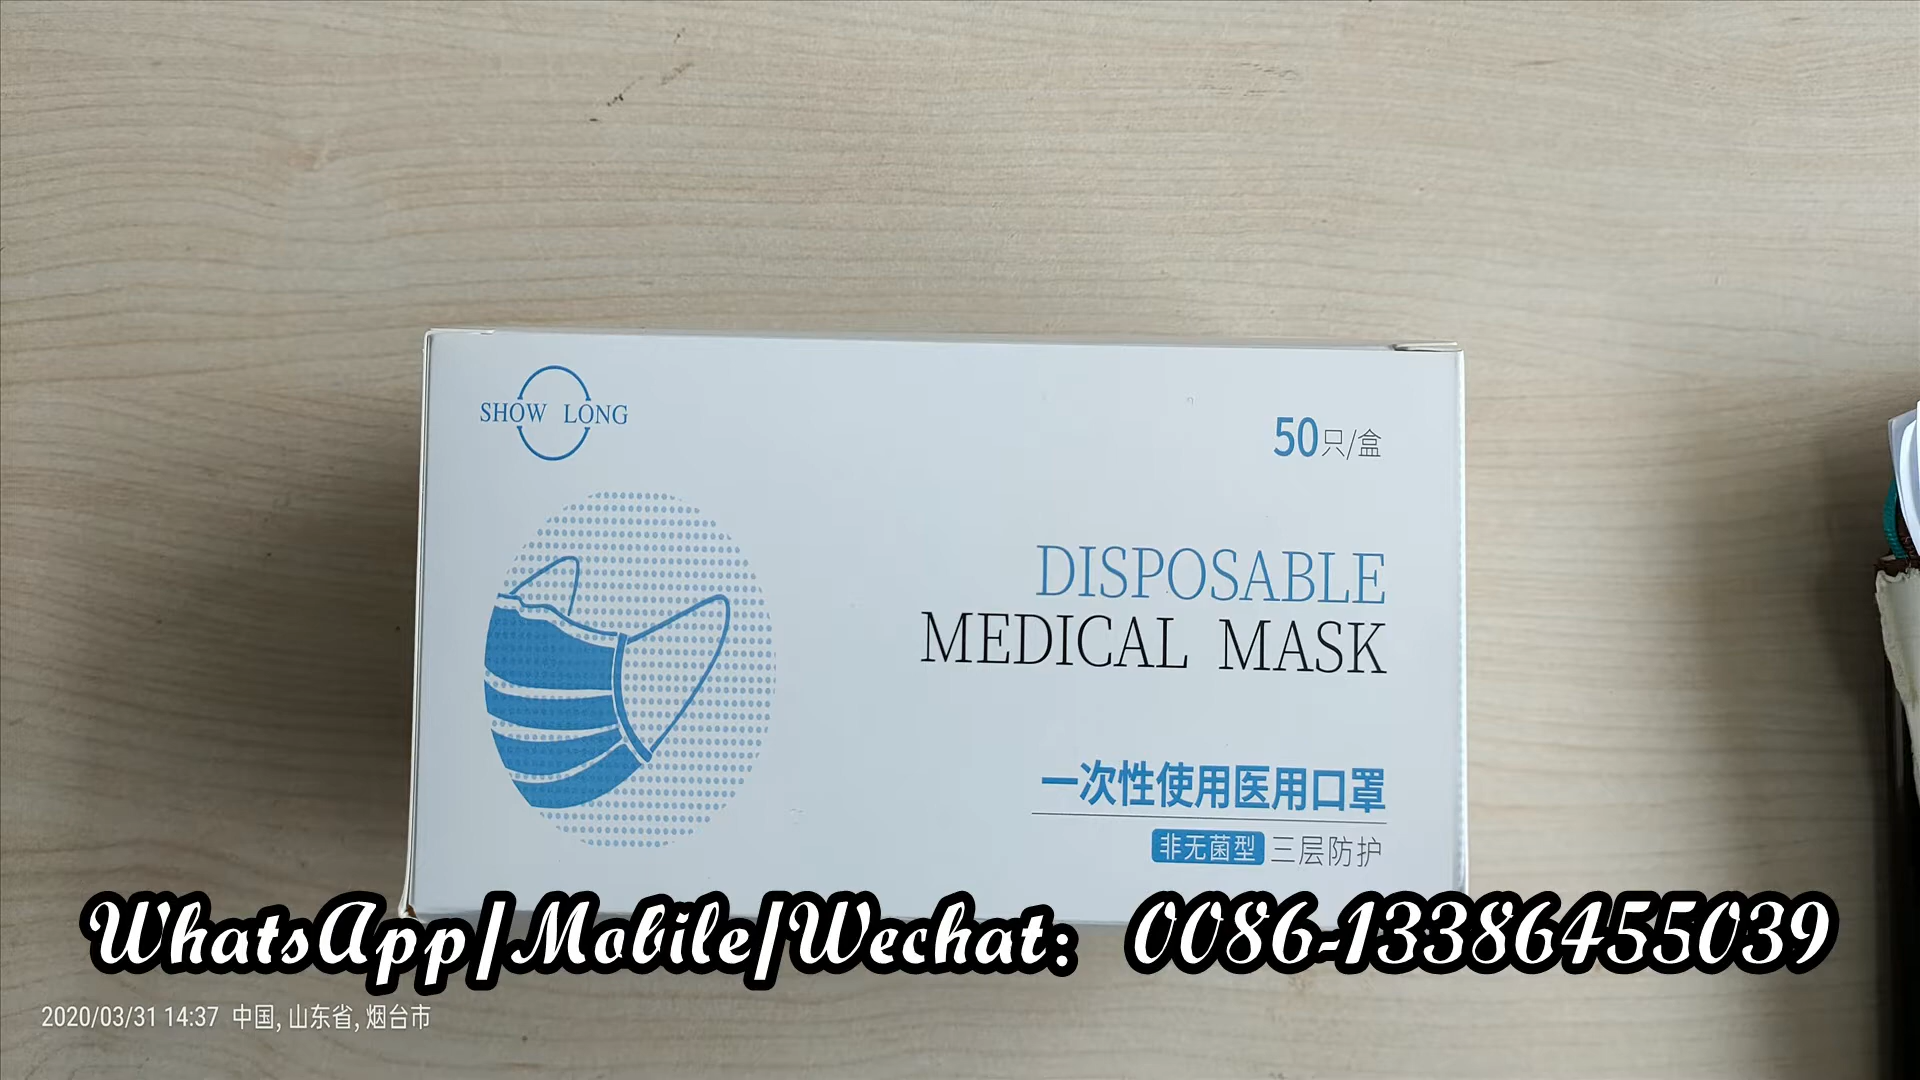 SHOW LONG
50只/盒
DISPOSABLE
MEDICAL MASK
一次性使用医用口罩
非无菌型 三层防护
WhatsApp/Mobile/Wechat: 0086-13386455039
2020/03/31 14:37 中国, 山东省, 烟台市